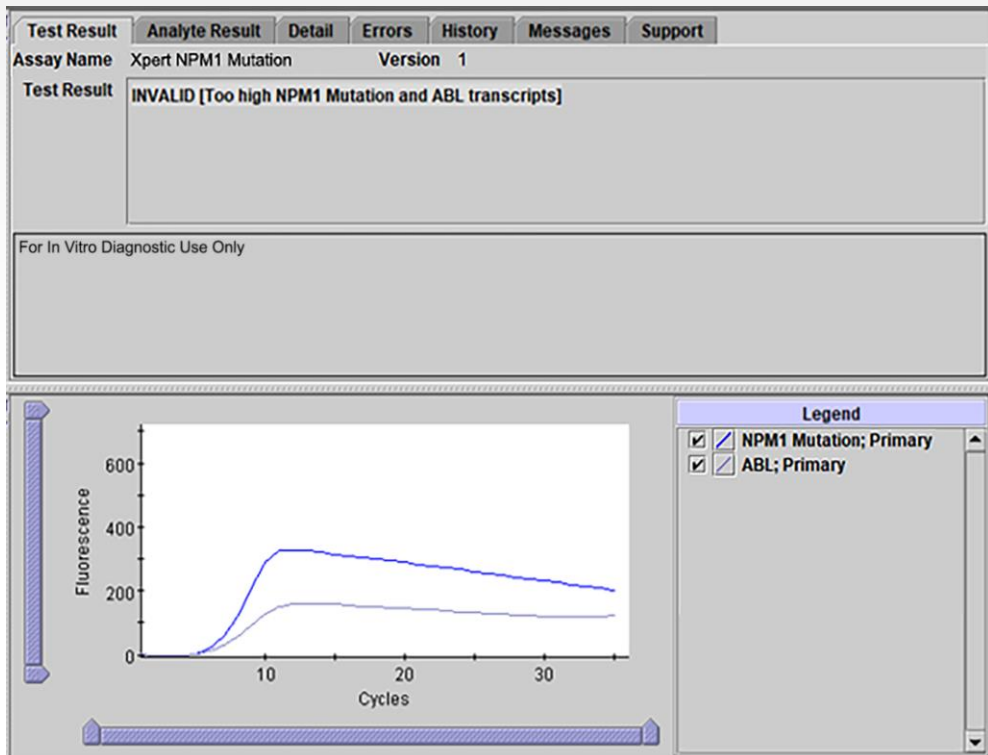 Test Result Analyte Result Detail Errors History Messages Support
Assay Name Xpert NPM1 Mutation Version 1
Test Result INVALID [Too high NPM1 Mutation and ABL transcripts]
For In Vitro Diagnostic Use Only
Legend
NPM1 Mutation; Primary
ABL; Primary
Fluorescence
600
400
200
0
10 20 30
Cycles